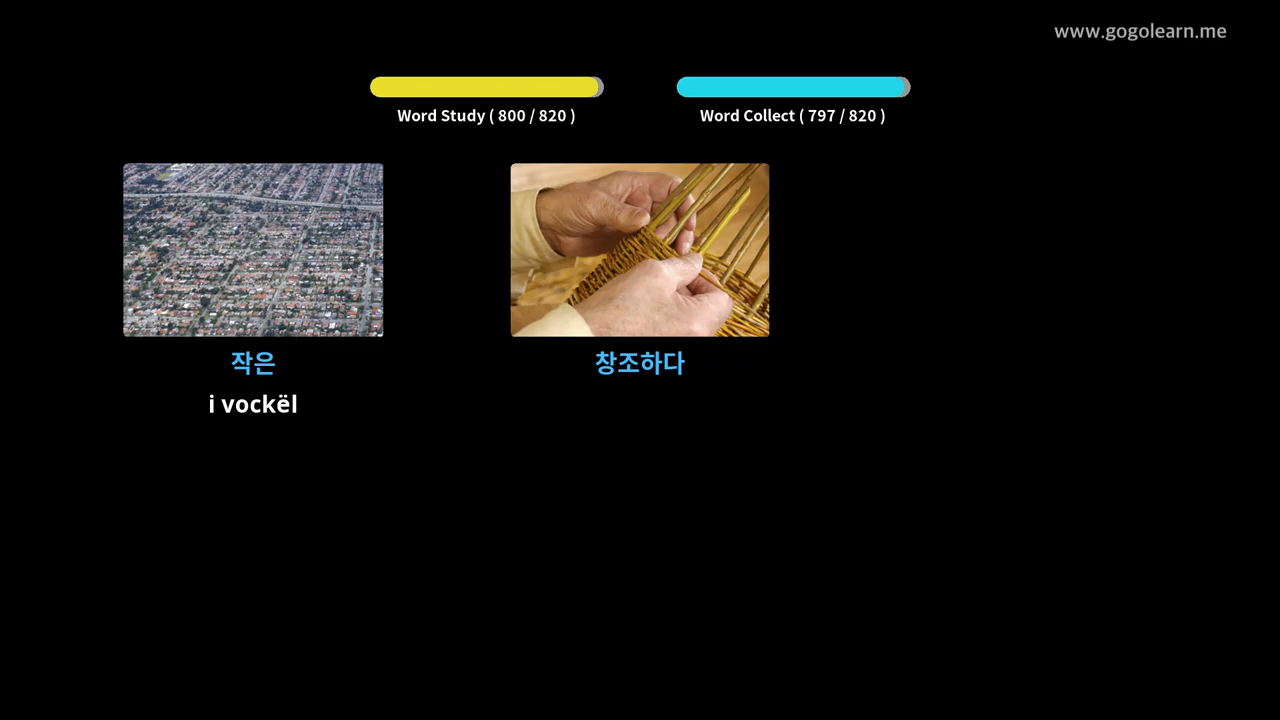 www.gogolearn.me
Word Study ( 800 / 820 )
Word Collect ( 797 / 820 )
작은
창조하다
i vockël